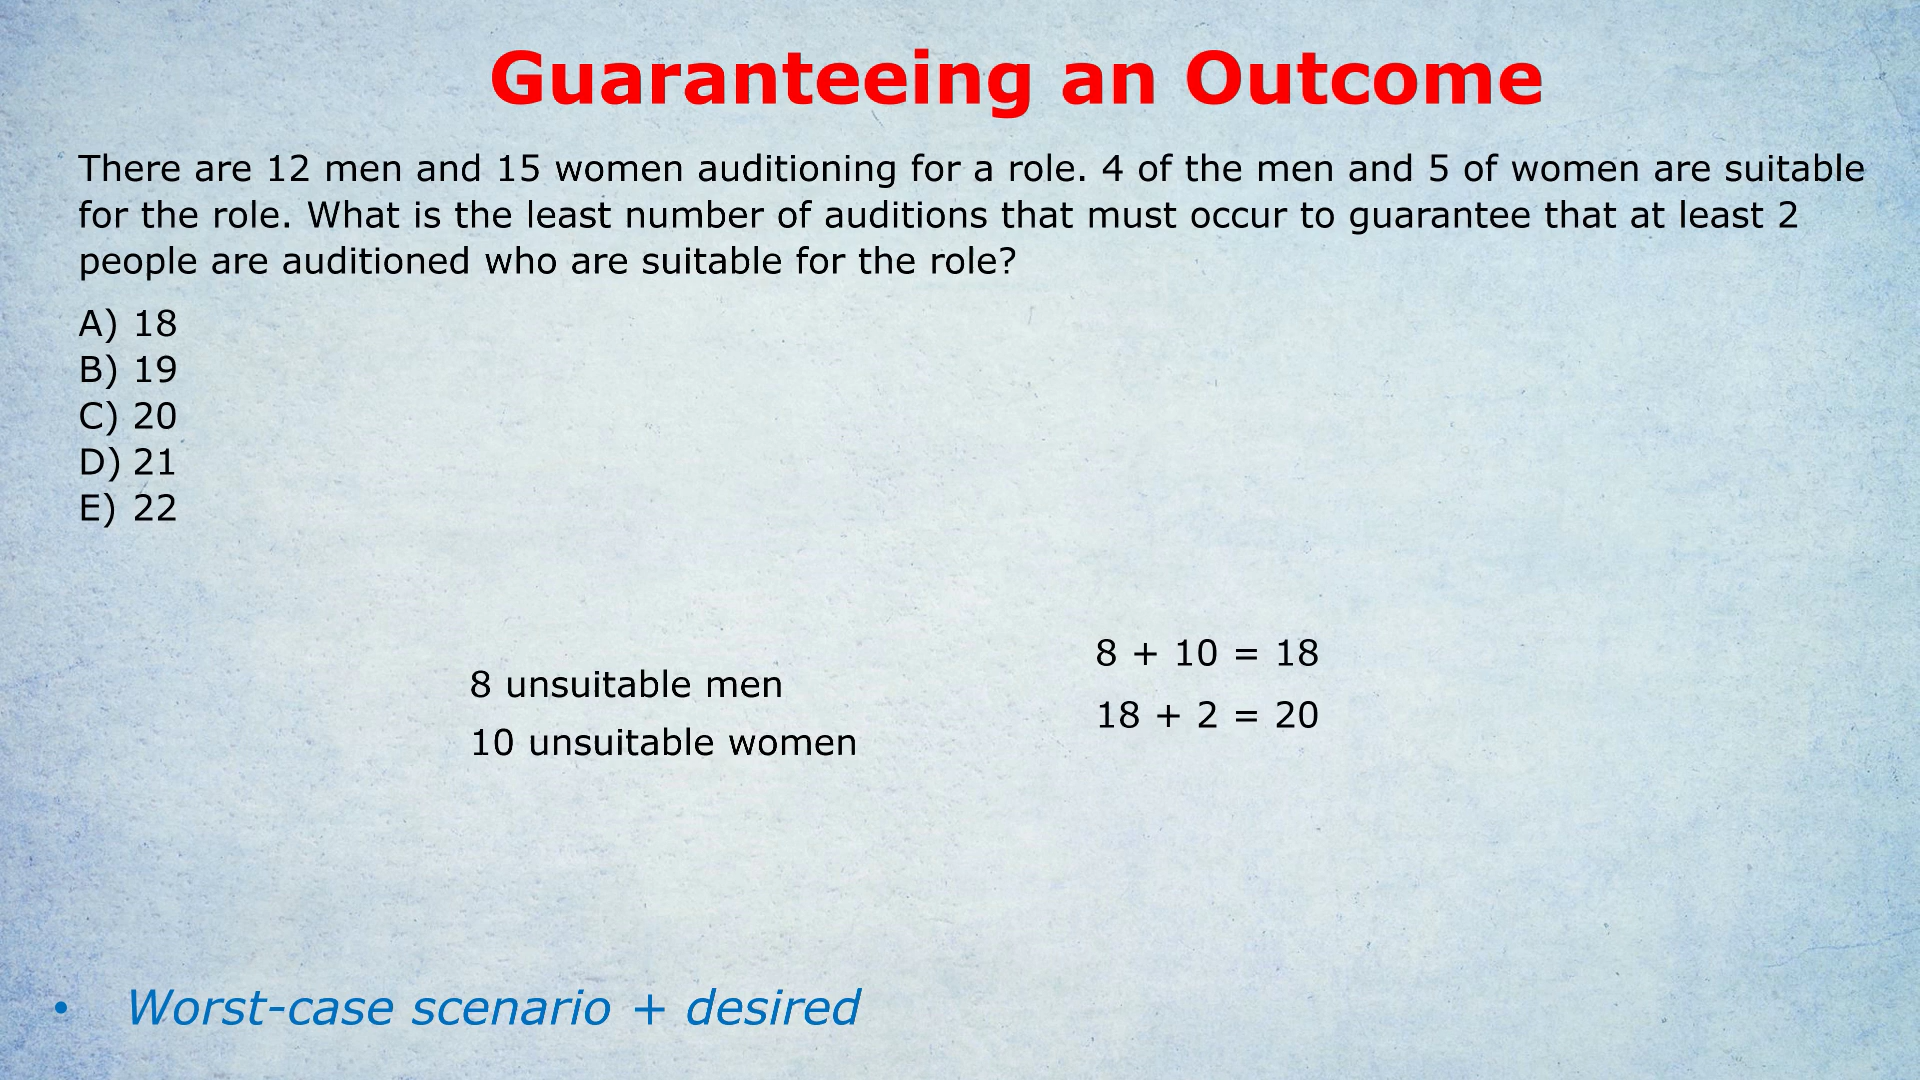 Guaranteeing an Outcome
There are 12 men and 15 women auditioning for a role. 4 of the men and 5 of women are suitable
for the role. What is the least number of auditions that must occur to guarantee that at least 2
people are auditioned who are suitable for the role?
A) 18
B) 19
C) 20
D) 21
E) 22
8 unsuitable men
10 unsuitable women
8 + 10 = 18
18 + 2 = 20
• Worst-case scenario + desired